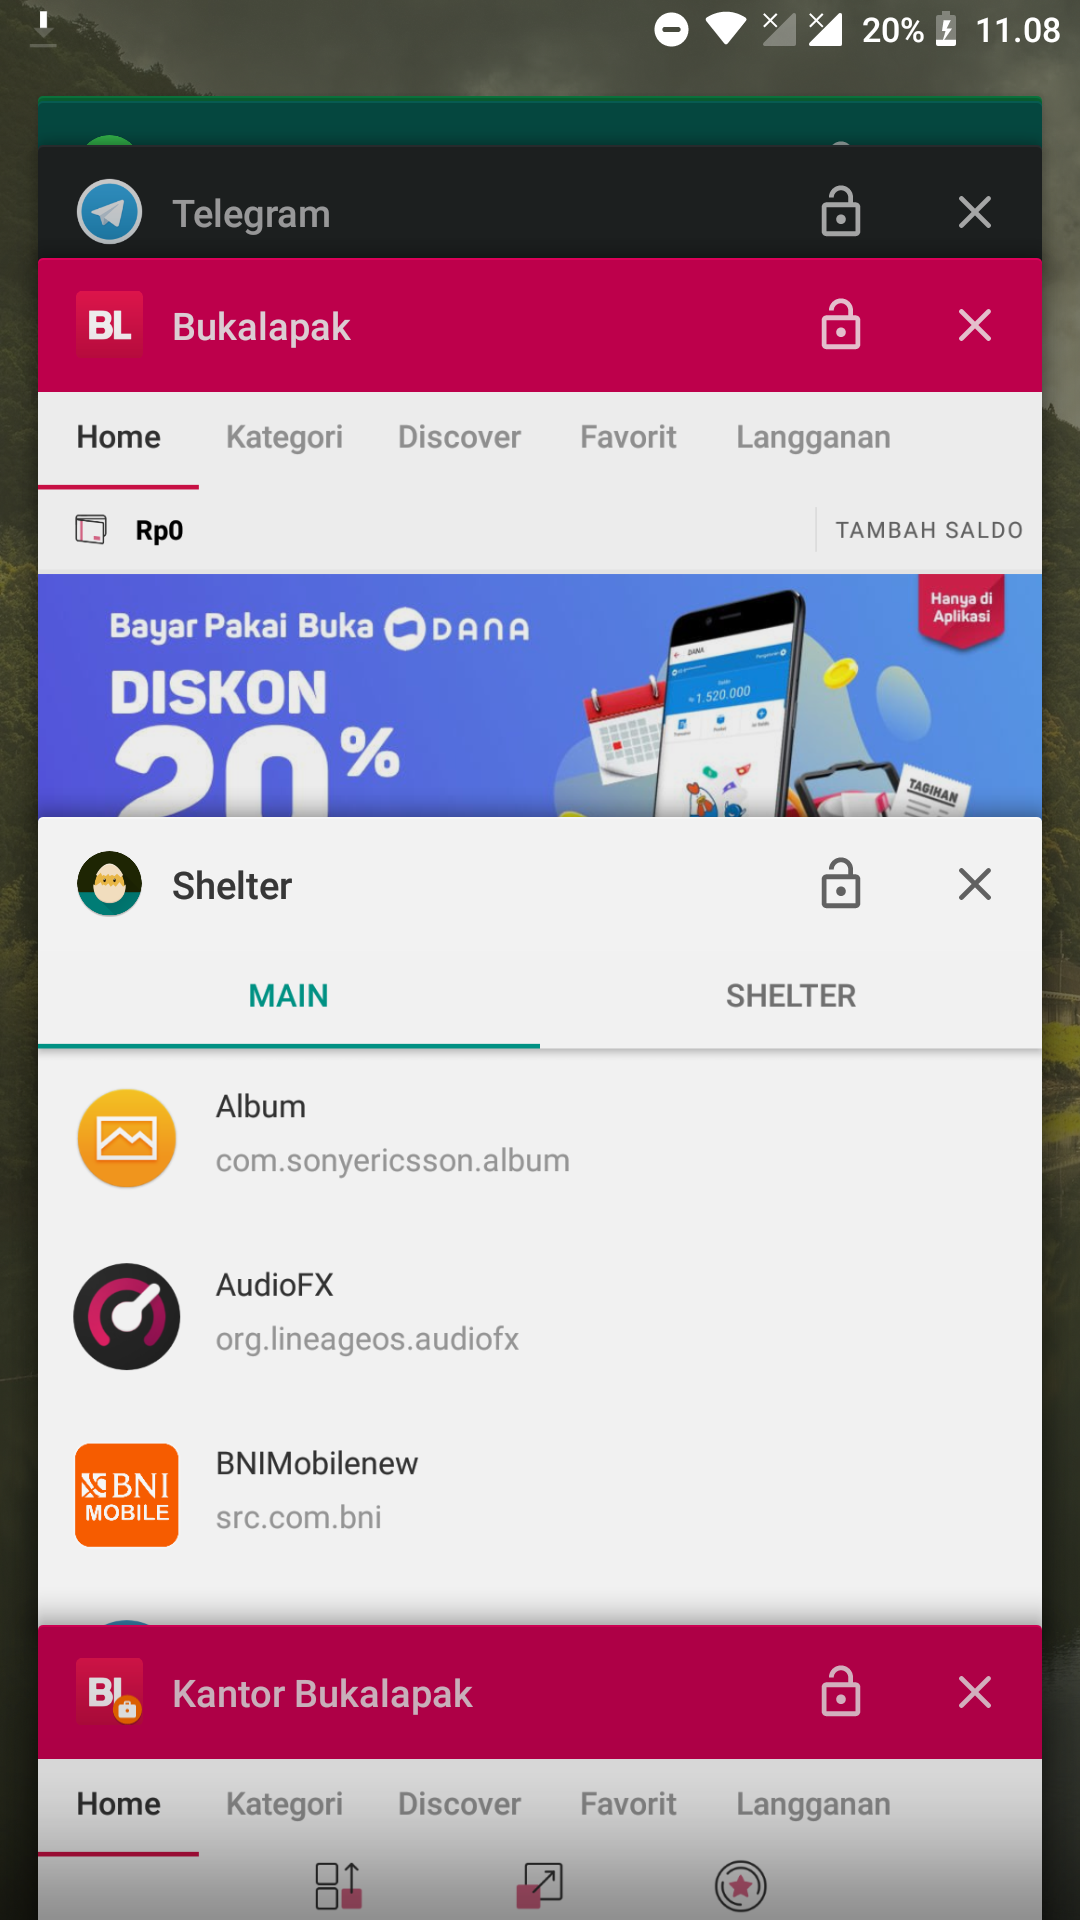 20% 11.08
Telegram
BL Bukalapak
Home Kategori Discover Favorit Langganan
Rp0 TAMBAH SALDO
Bayar Pakai Buka DANA
Hanya di
Aplikasi
DISKON
20%
DANA
1.520.000
TAGIHAN
Shelter
MAIN SHELTER
Album
com.sonyericsson.album
AudioFX
org.lineageos.audiofx
BNIMobilenew
BNI
MOBILE
src.com.bni
BL Kantor Bukalapak
Home Kategori Discover Favorit Langganan